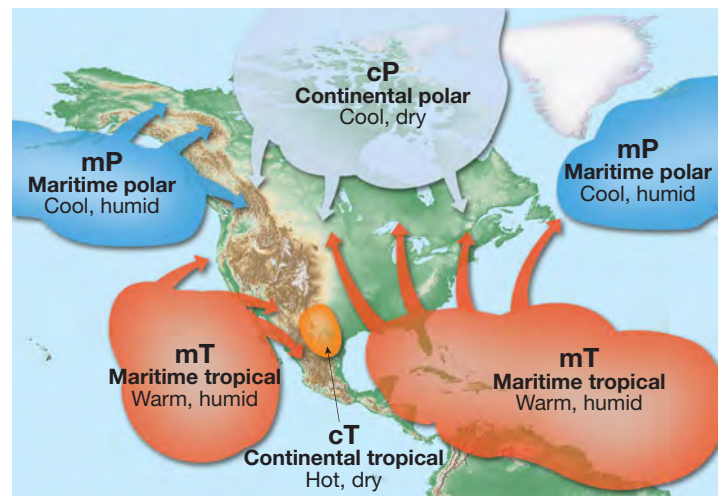 cP
Continental polar
Cool, dry
mP
Maritime polar
Cool, humid
mP
Maritime polar
Cool, humid
mT
Maritime tropical
Warm, humid
mT
Maritime tropical
Warm, humid
cT
Continental tropical
Hot, dry